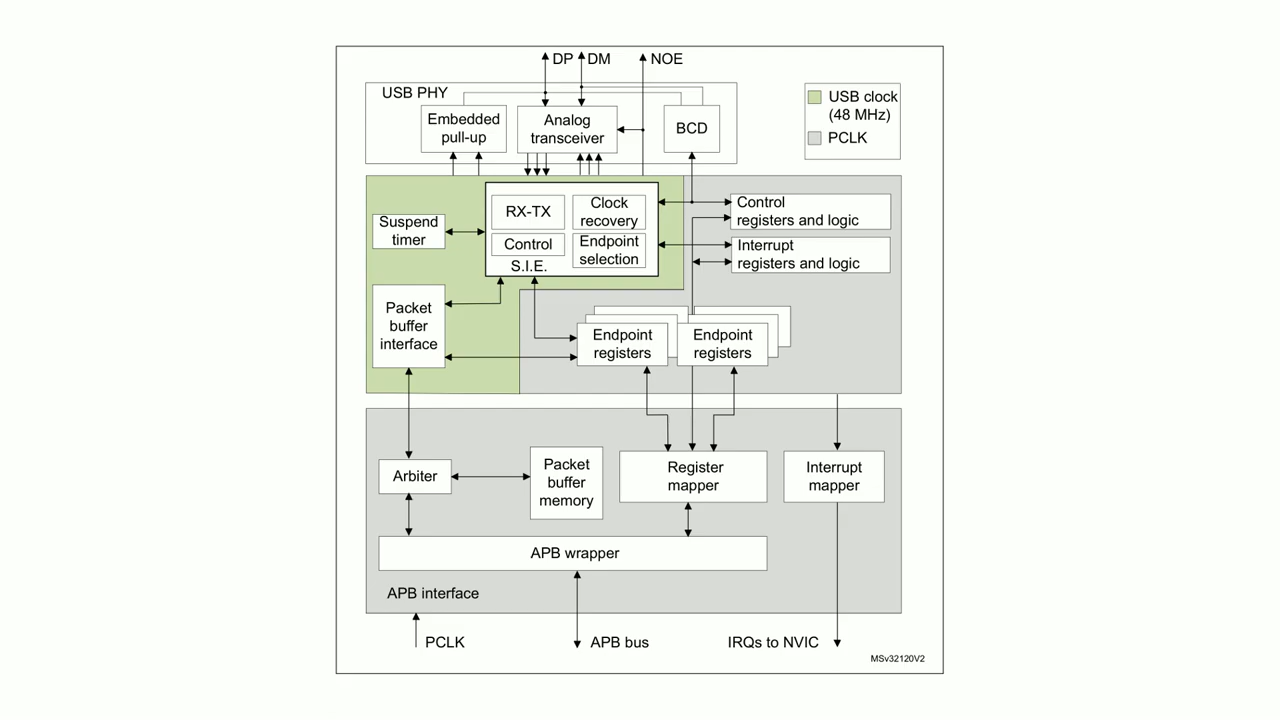 DP DM NOE
USB PHY
Embedded
pull-up
Analog
transceiver
BCD
USB clock
(48 MHz)
PCLK
Suspend
timer
RX-TX
Clock
recovery
Control
Endpoint
selection
S.I.E.
Control
registers and logic
Interrupt
registers and logic
Packet
buffer
interface
Endpoint
registers
Endpoint
registers
Arbiter
Packet
buffer
memory
Register
mapper
Interrupt
mapper
APB wrapper
APB interface
PCLK
APB bus
IRQs to NVIC
MSv32120V2